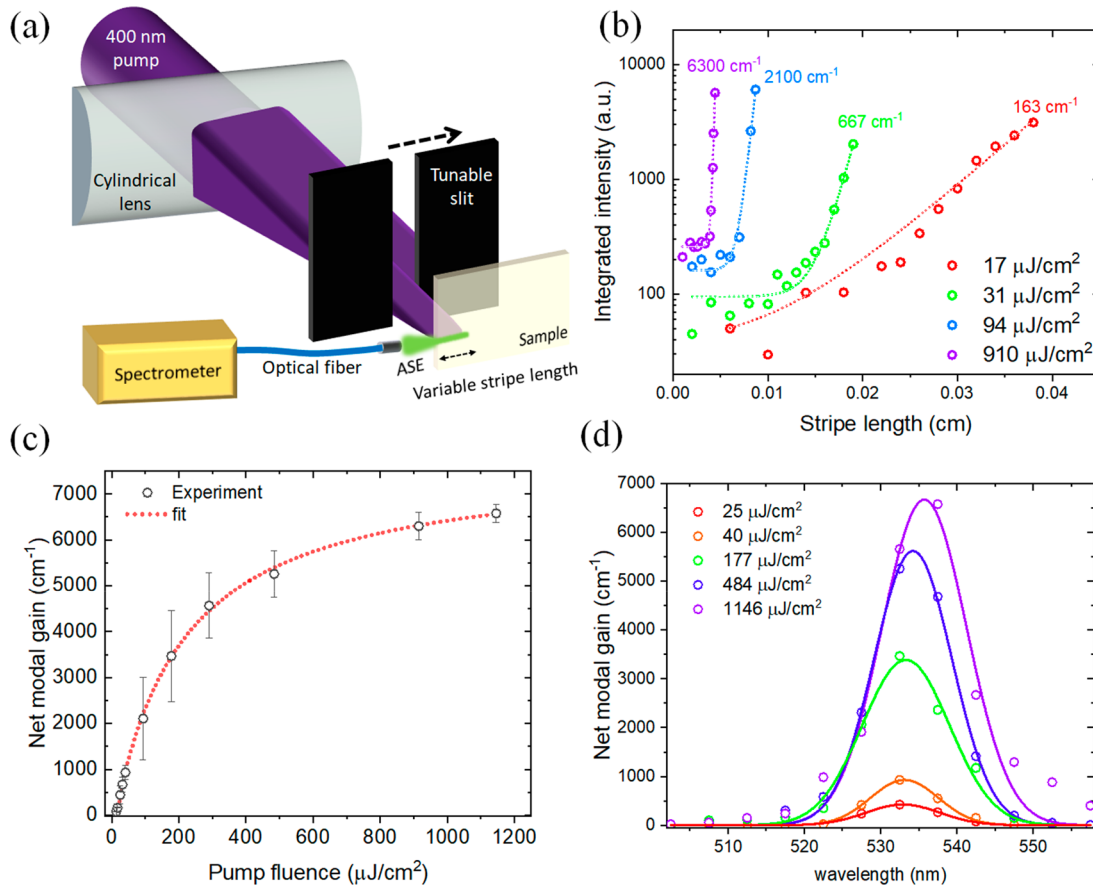 (a)
400 nm
pump
Cylindrical
lens
Tunable
slit
Sample
Spectrometer
Optical fiber
ASE
Variable stripe length
(b)
Integrated intensity (a.u.)
10000
1000
100
6300 cm⁻¹
2100 cm⁻¹
667 cm⁻¹
163 cm⁻¹
17 μJ/cm²
31 μJ/cm²
94 μJ/cm²
910 μJ/cm²
0.00 0.01 0.02 0.03 0.04
Stripe length (cm)
(c)
Net modal gain (cm⁻¹)
7000
6000
5000
4000
3000
2000
1000
0
Experiment
fit
0 200 400 600 800 1000 1200
Pump fluence (μJ/cm²)
(d)
Net modal gain (cm⁻¹)
7000
6000
5000
4000
3000
2000
1000
0
25 μJ/cm²
40 μJ/cm²
177 μJ/cm²
484 μJ/cm²
1146 μJ/cm²
510 520 530 540 550
wavelength (nm)